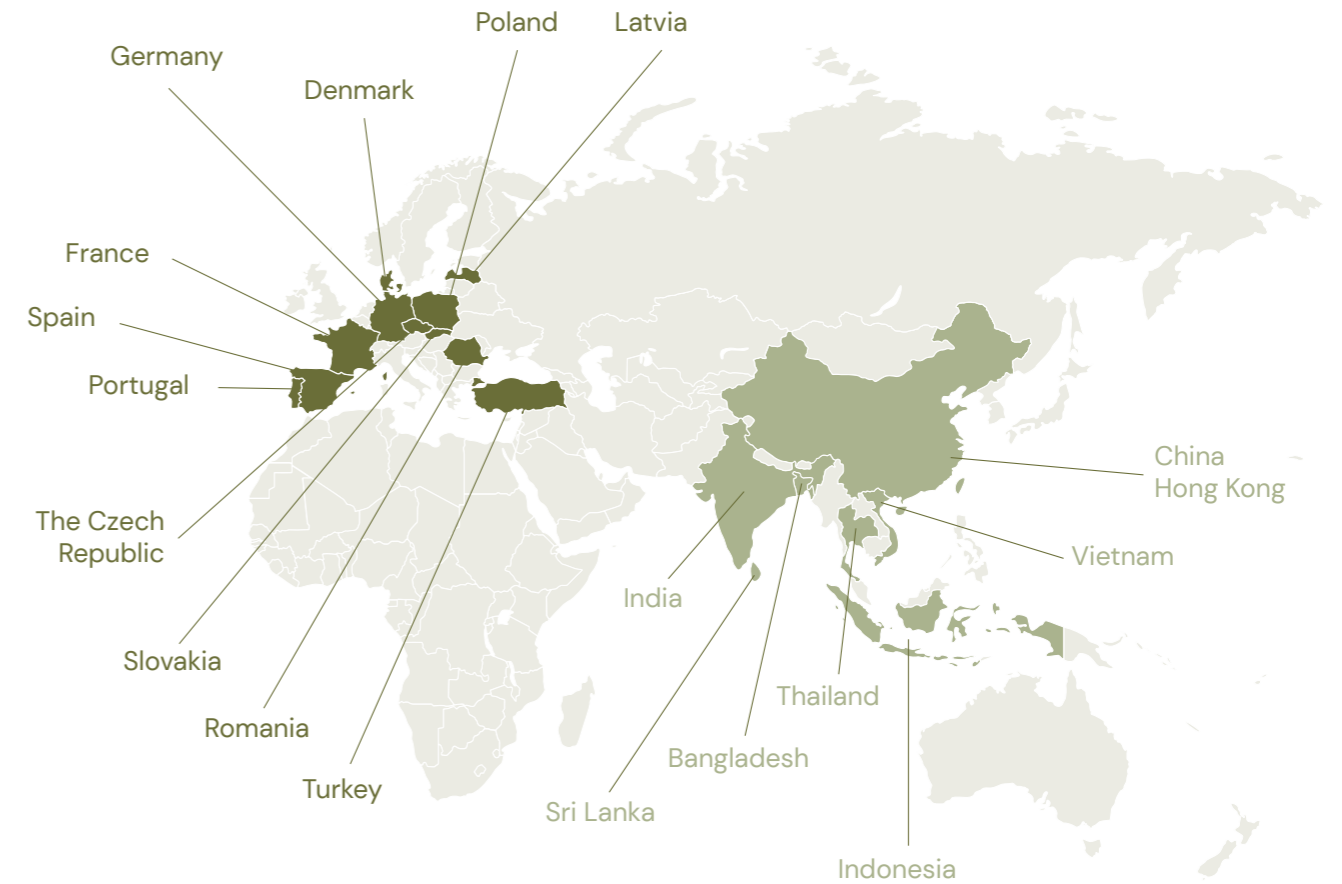 Poland
Latvia
Germany
Denmark
France
Spain
Portugal
China
Hong Kong
The Czech
Republic
Vietnam
India
Slovakia
Thailand
Romania
Bangladesh
Turkey
Sri Lanka
Indonesia